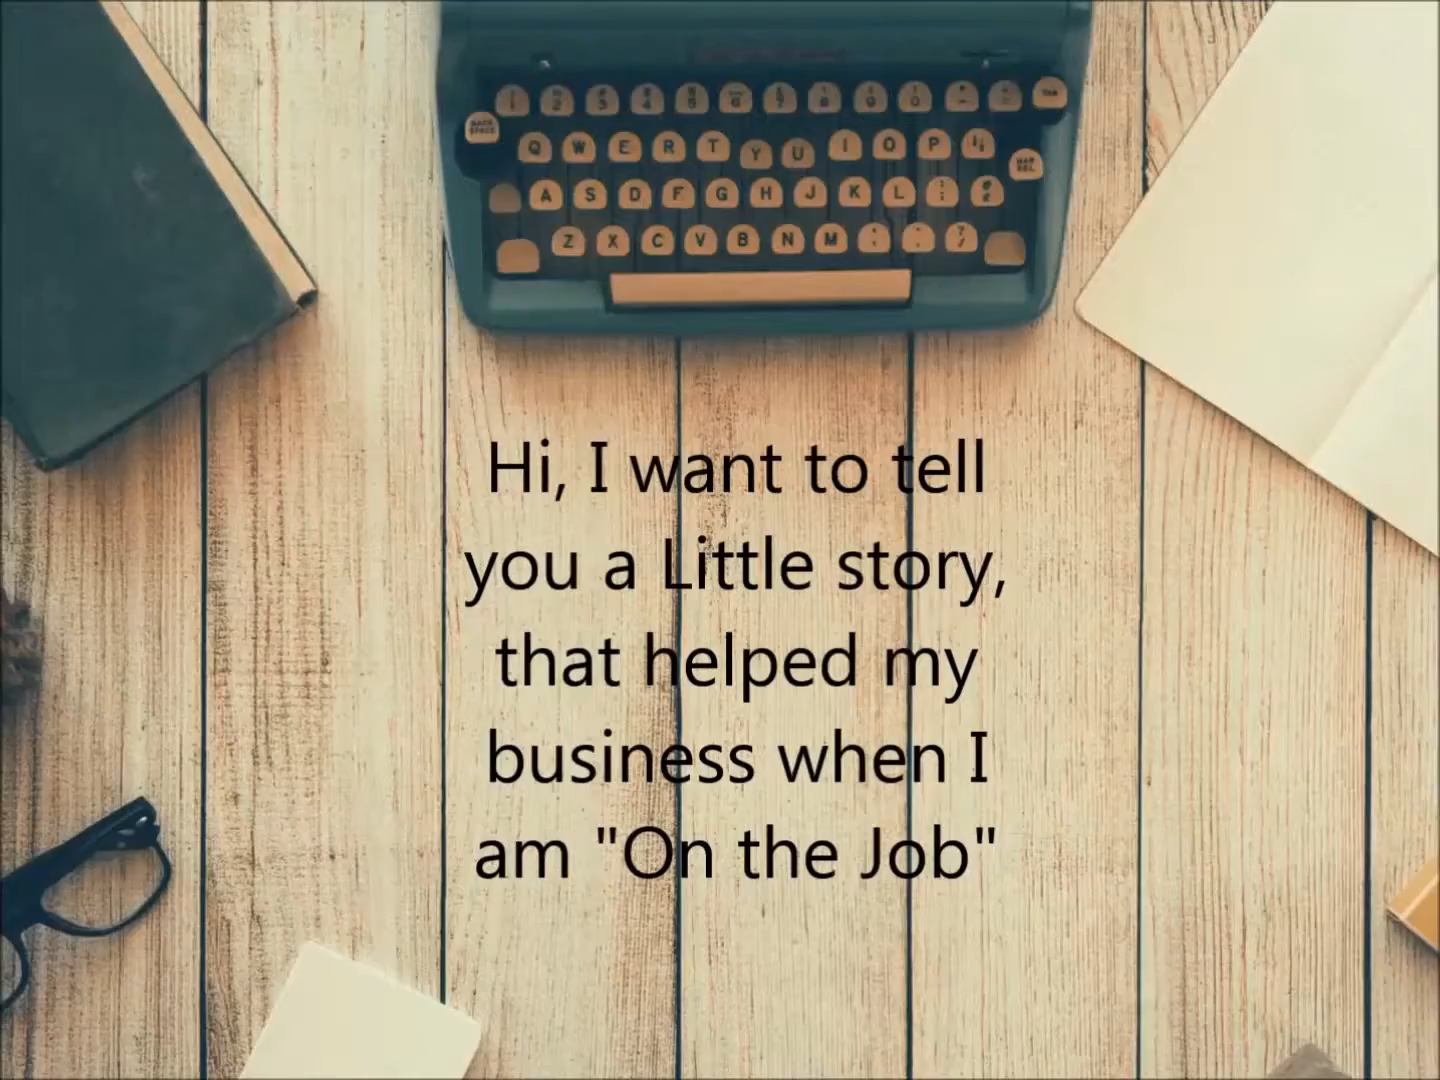 Q W E R T Y U I O P
A S D F G H J K L
Z X C V B N M
Hi, I want to tell
you a Little story,
that helped my
business when I
am "On the Job"